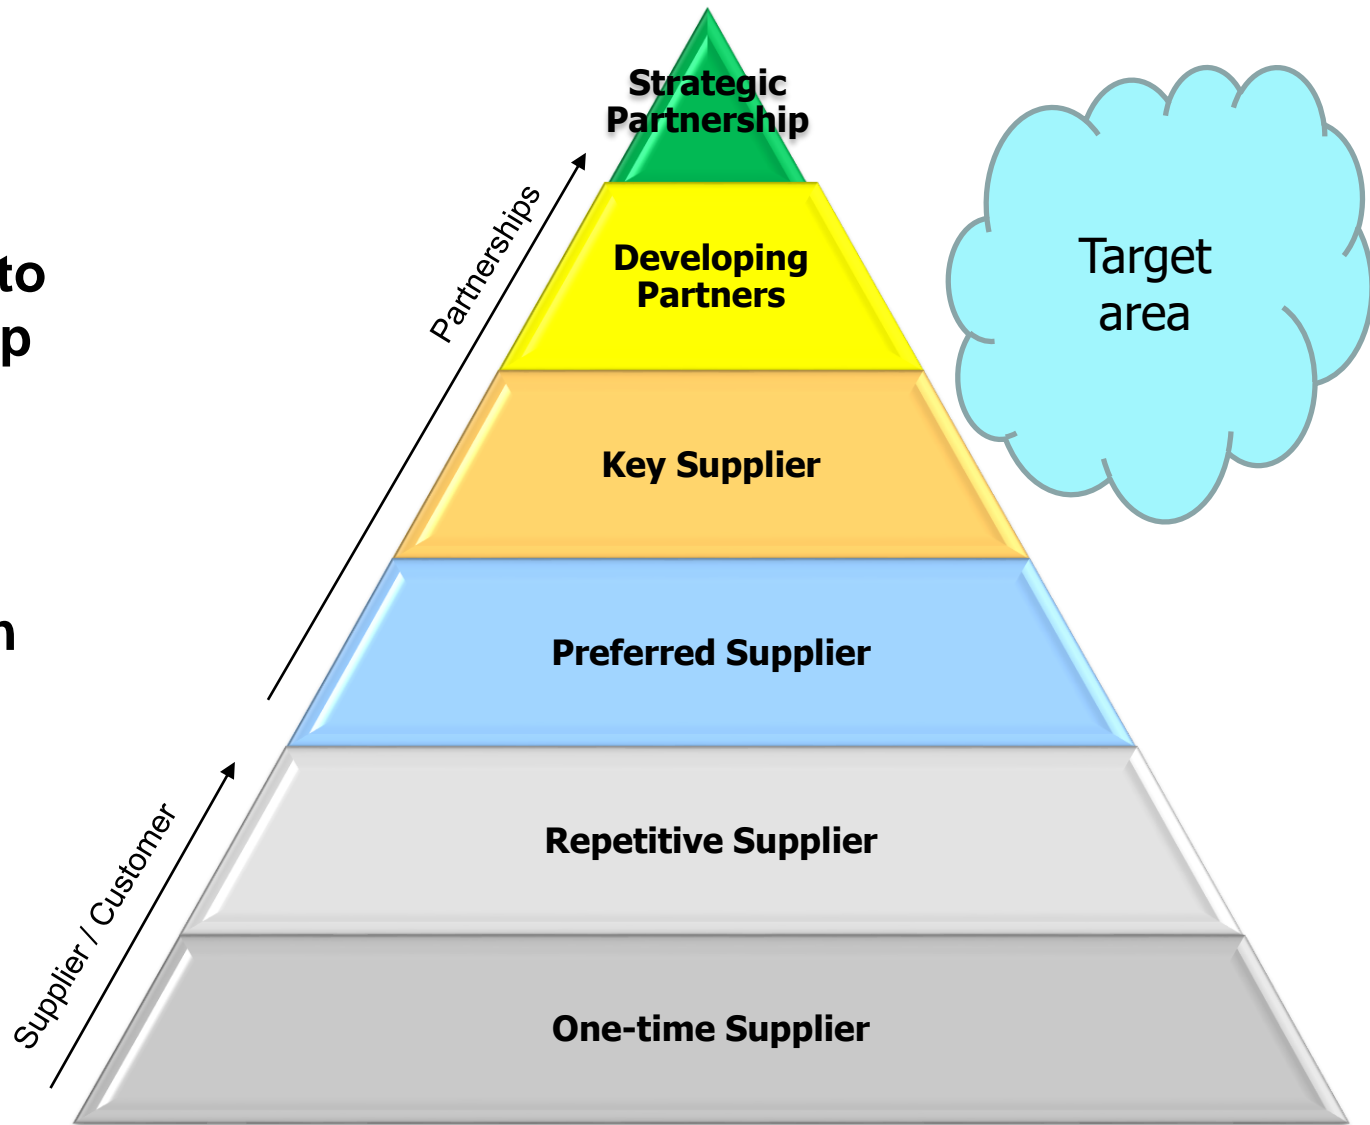 Strategic
Partnership
Partnerships
to
p
Developing
Partners
Target
area
Key Supplier
n
Preferred Supplier
Supplier / Customer
Repetitive Supplier
One-time Supplier